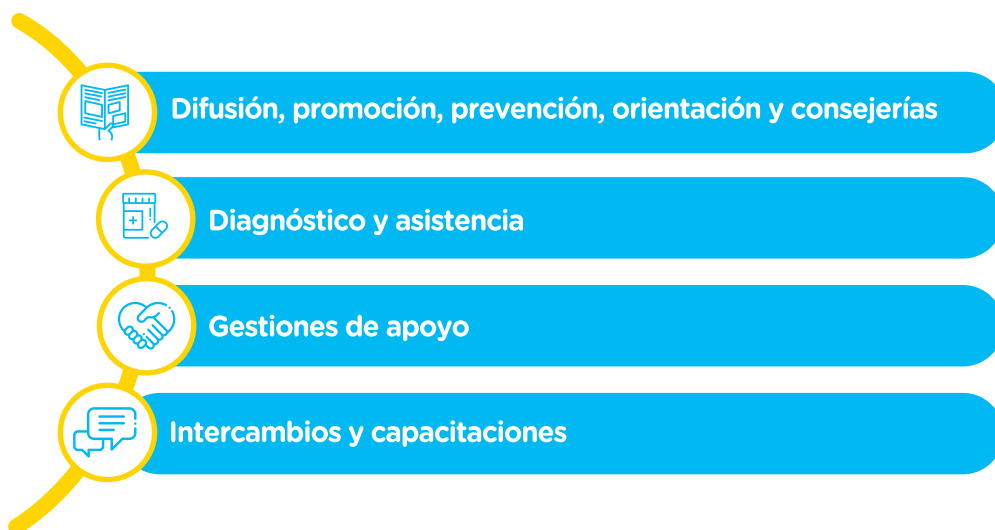 Difusión, promoción, prevención, orientación y consejerías
Diagnóstico y asistencia
Gestiones de apoyo
Intercambios y capacitaciones